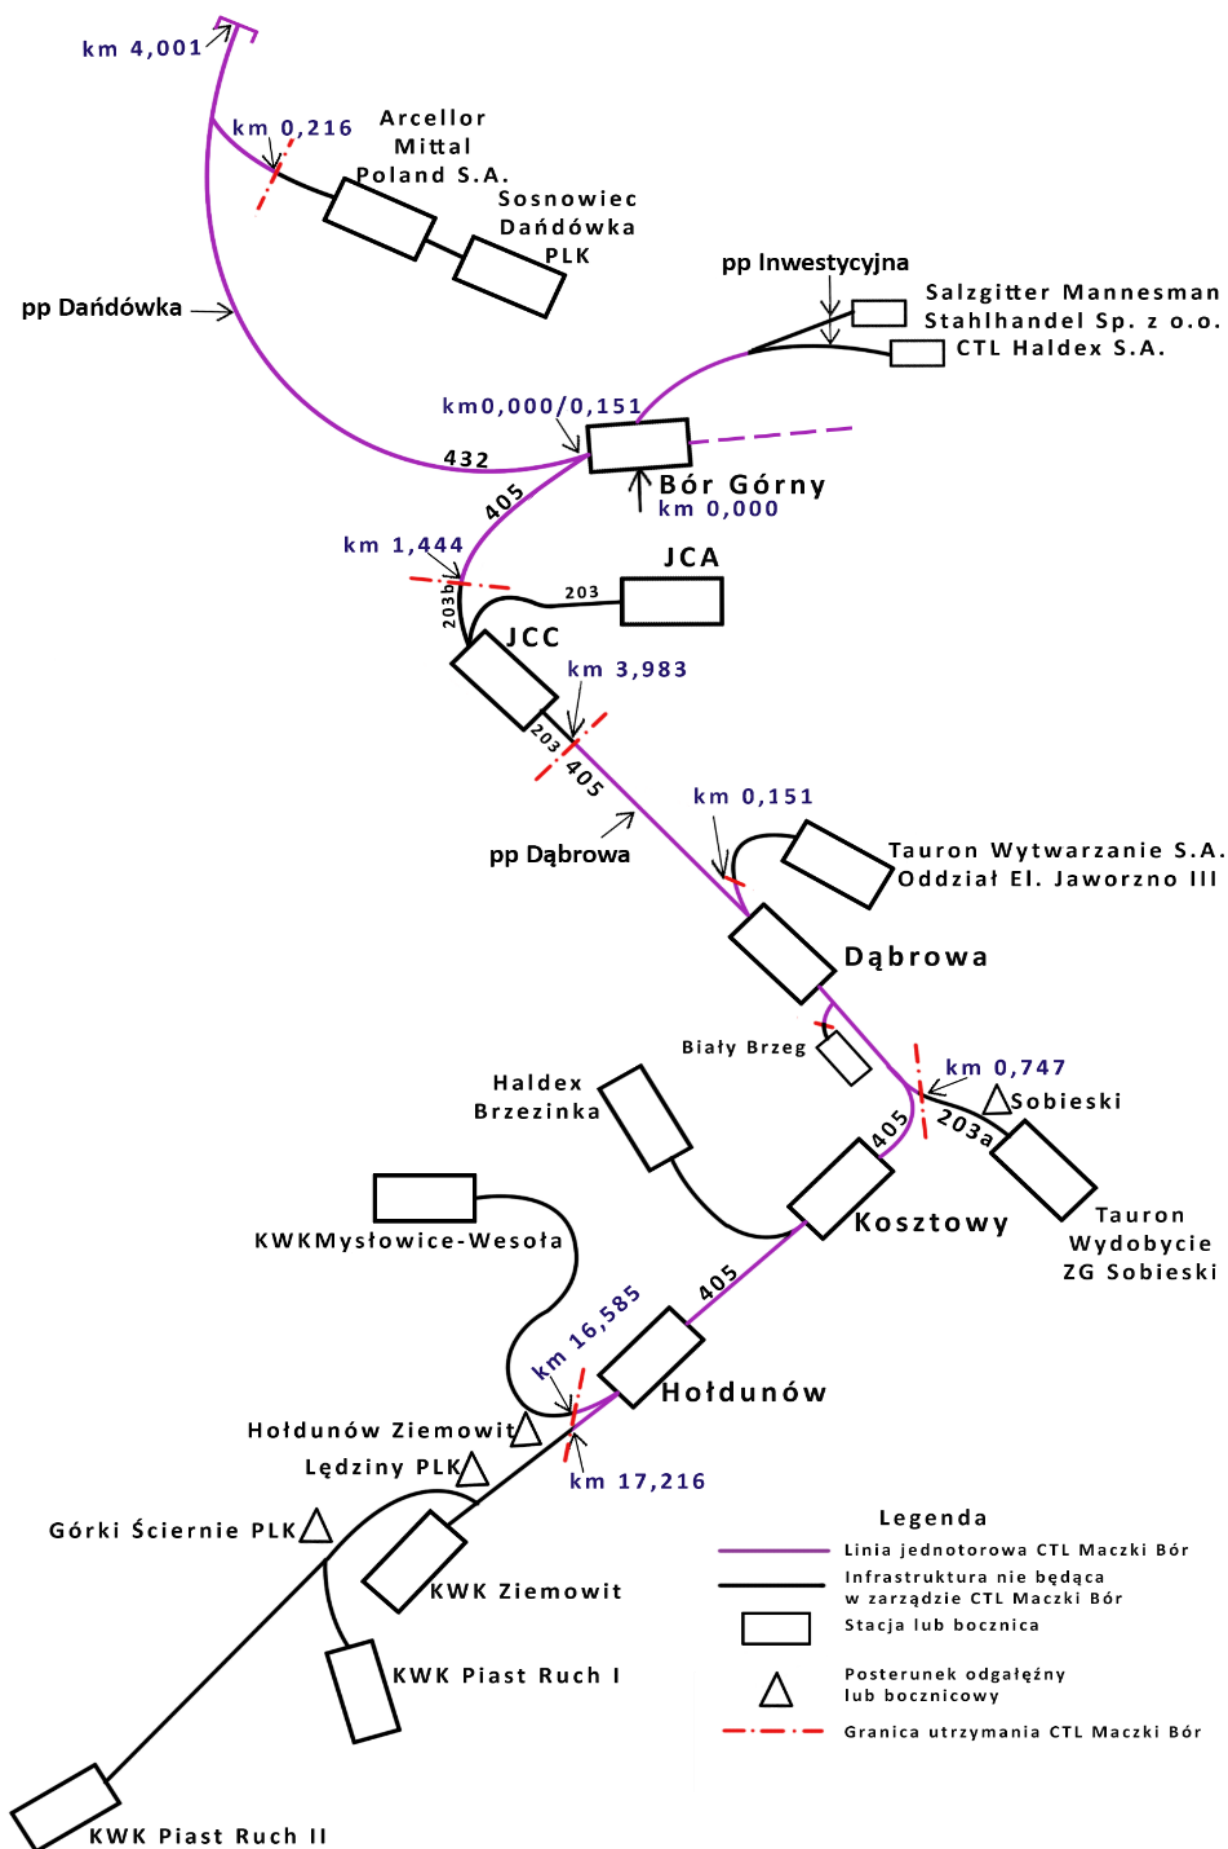 km 4,001
km 0,216
Arcellor
Mittal
Poland S.A.
Sosnowiec
Dańdówka
PLK
pp Dańdówka
pp Inwestycyjna
Salzgitter Mannesman
Stahlhandel Sp. z o.o.
CTL Haldex S.A.
km0,000/0,151
432
Bór Górny
km 0,000
405
km 1,444
JCA
203b
203
JCC
km 3,983
203
405
km 0,151
pp Dąbrowa
Tauron Wytwarzanie S.A.
Oddział El. Jaworzno III
Dąbrowa
Biały Brzeg
km 0,747
Haldex
Brzezinka
Sobieski
405
203a
KWKMysłowice-Wesoła
Kosztowy
Tauron
Wydobycie
ZG Sobieski
405
km 16,585
Hołdunów
Hołdunów Ziemowit
Lędziny PLK
km 17,216
Górki Ściernie PLK
KWK Ziemowit
KWK Piast Ruch I
KWK Piast Ruch II
Legenda
Linia jednotorowa CTL Maczki Bór
Infrastruktura nie będąca
w zarządzie CTL Maczki Bór
Stacja lub bocznica
Posterunek odgałęźny
lub bocznicowy
Granica utrzymania CTL Maczki Bór